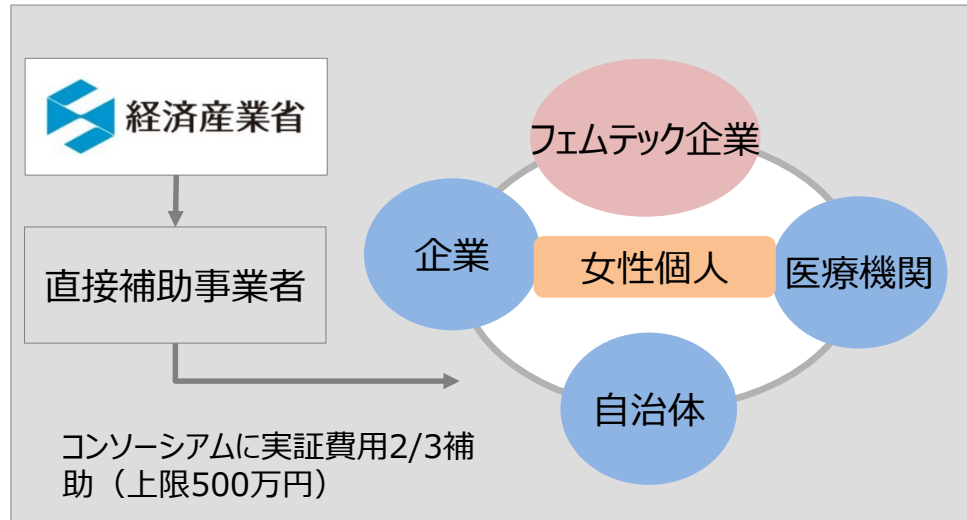 経済産業省
直接補助事業者
コンソーシアムに実証費用2/3補
助（上限500万円）
フェムテック企業
企業
女性個人
医療機関
自治体